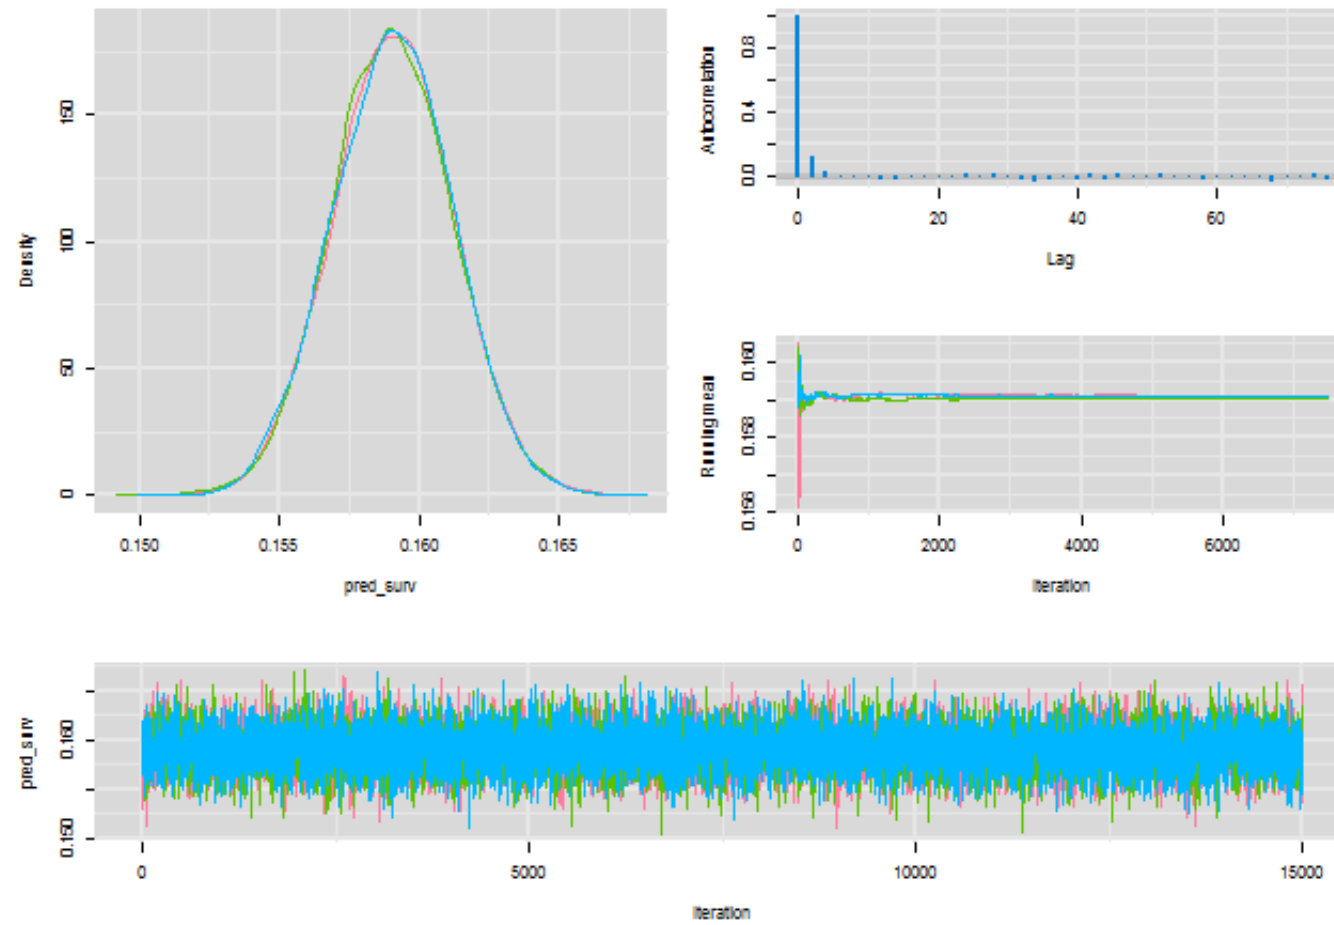 Density
150
100
50
0
0.150 0.155 0.160 0.165
pred_surv
Autocorrelation
0.8
0.4
0.0
0 20 40 60
Lag
Running mean
0.160
0.158
0.156
0 2000 4000 6000
Iteration
pred_surv
0.160
0.150
0 5000 10000 15000
Iteration